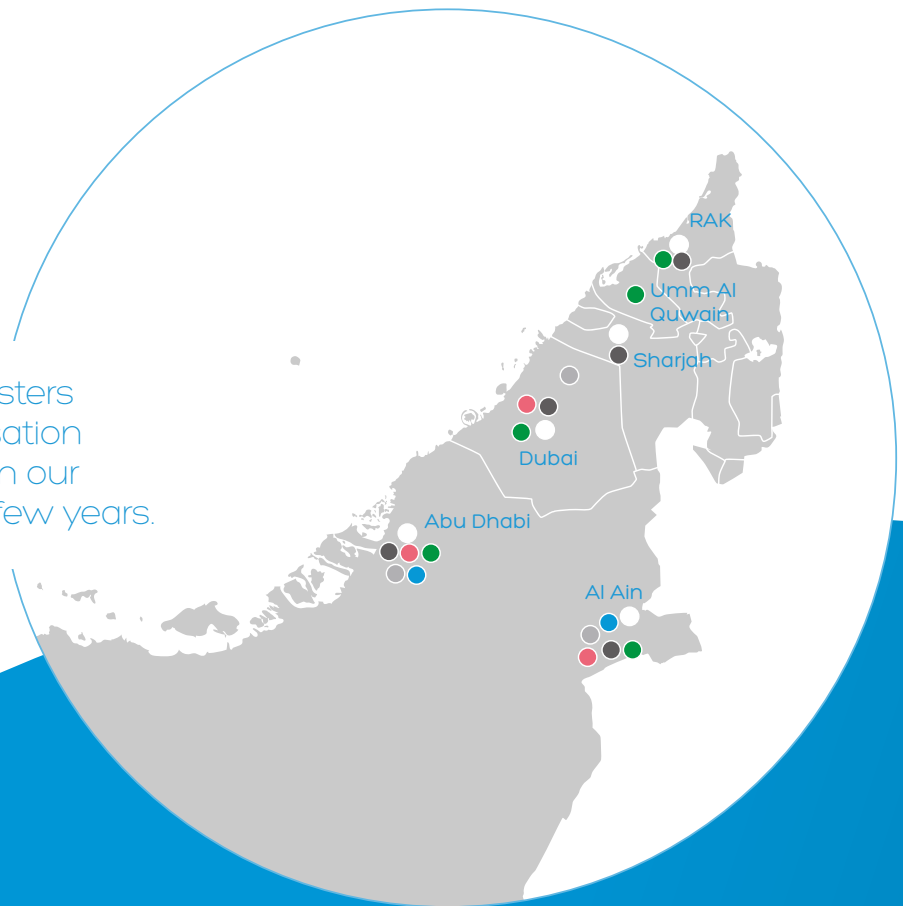 RAK
Umm Al
Quwain
Sharjah
Dubai
Abu Dhabi
Al Ain
sters
ation
n our
few years.